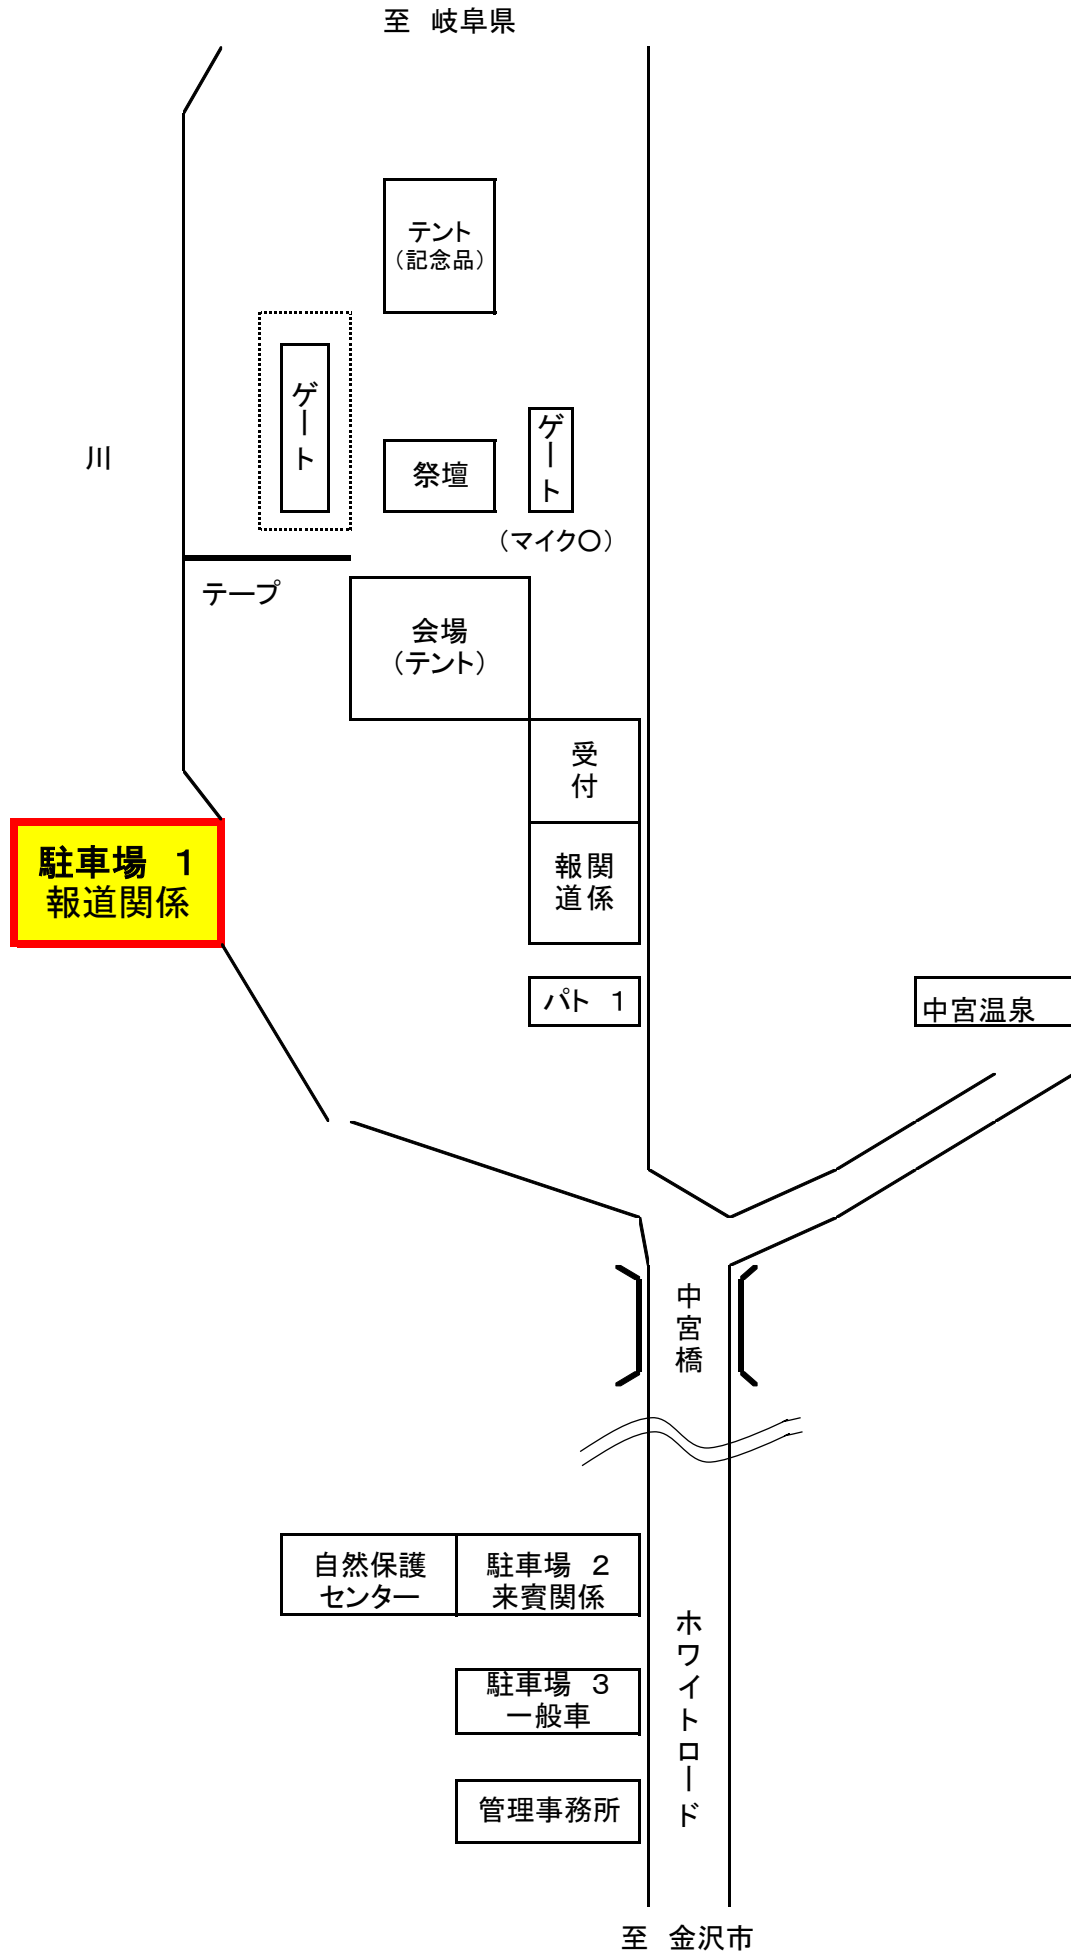 至　岐阜県
テント
（記念品）
ゲート
ゲート
川
祭壇
（マイク○）
テープ
会場
（テント）
受
付
駐車場　1
報道関係
報関
道係
パト　1
中宮温泉
中宮橋
自然保護
センター
駐車場　2
来賓関係
ホワイトロード
駐車場　3
一般車
管理事務所
至　金沢市